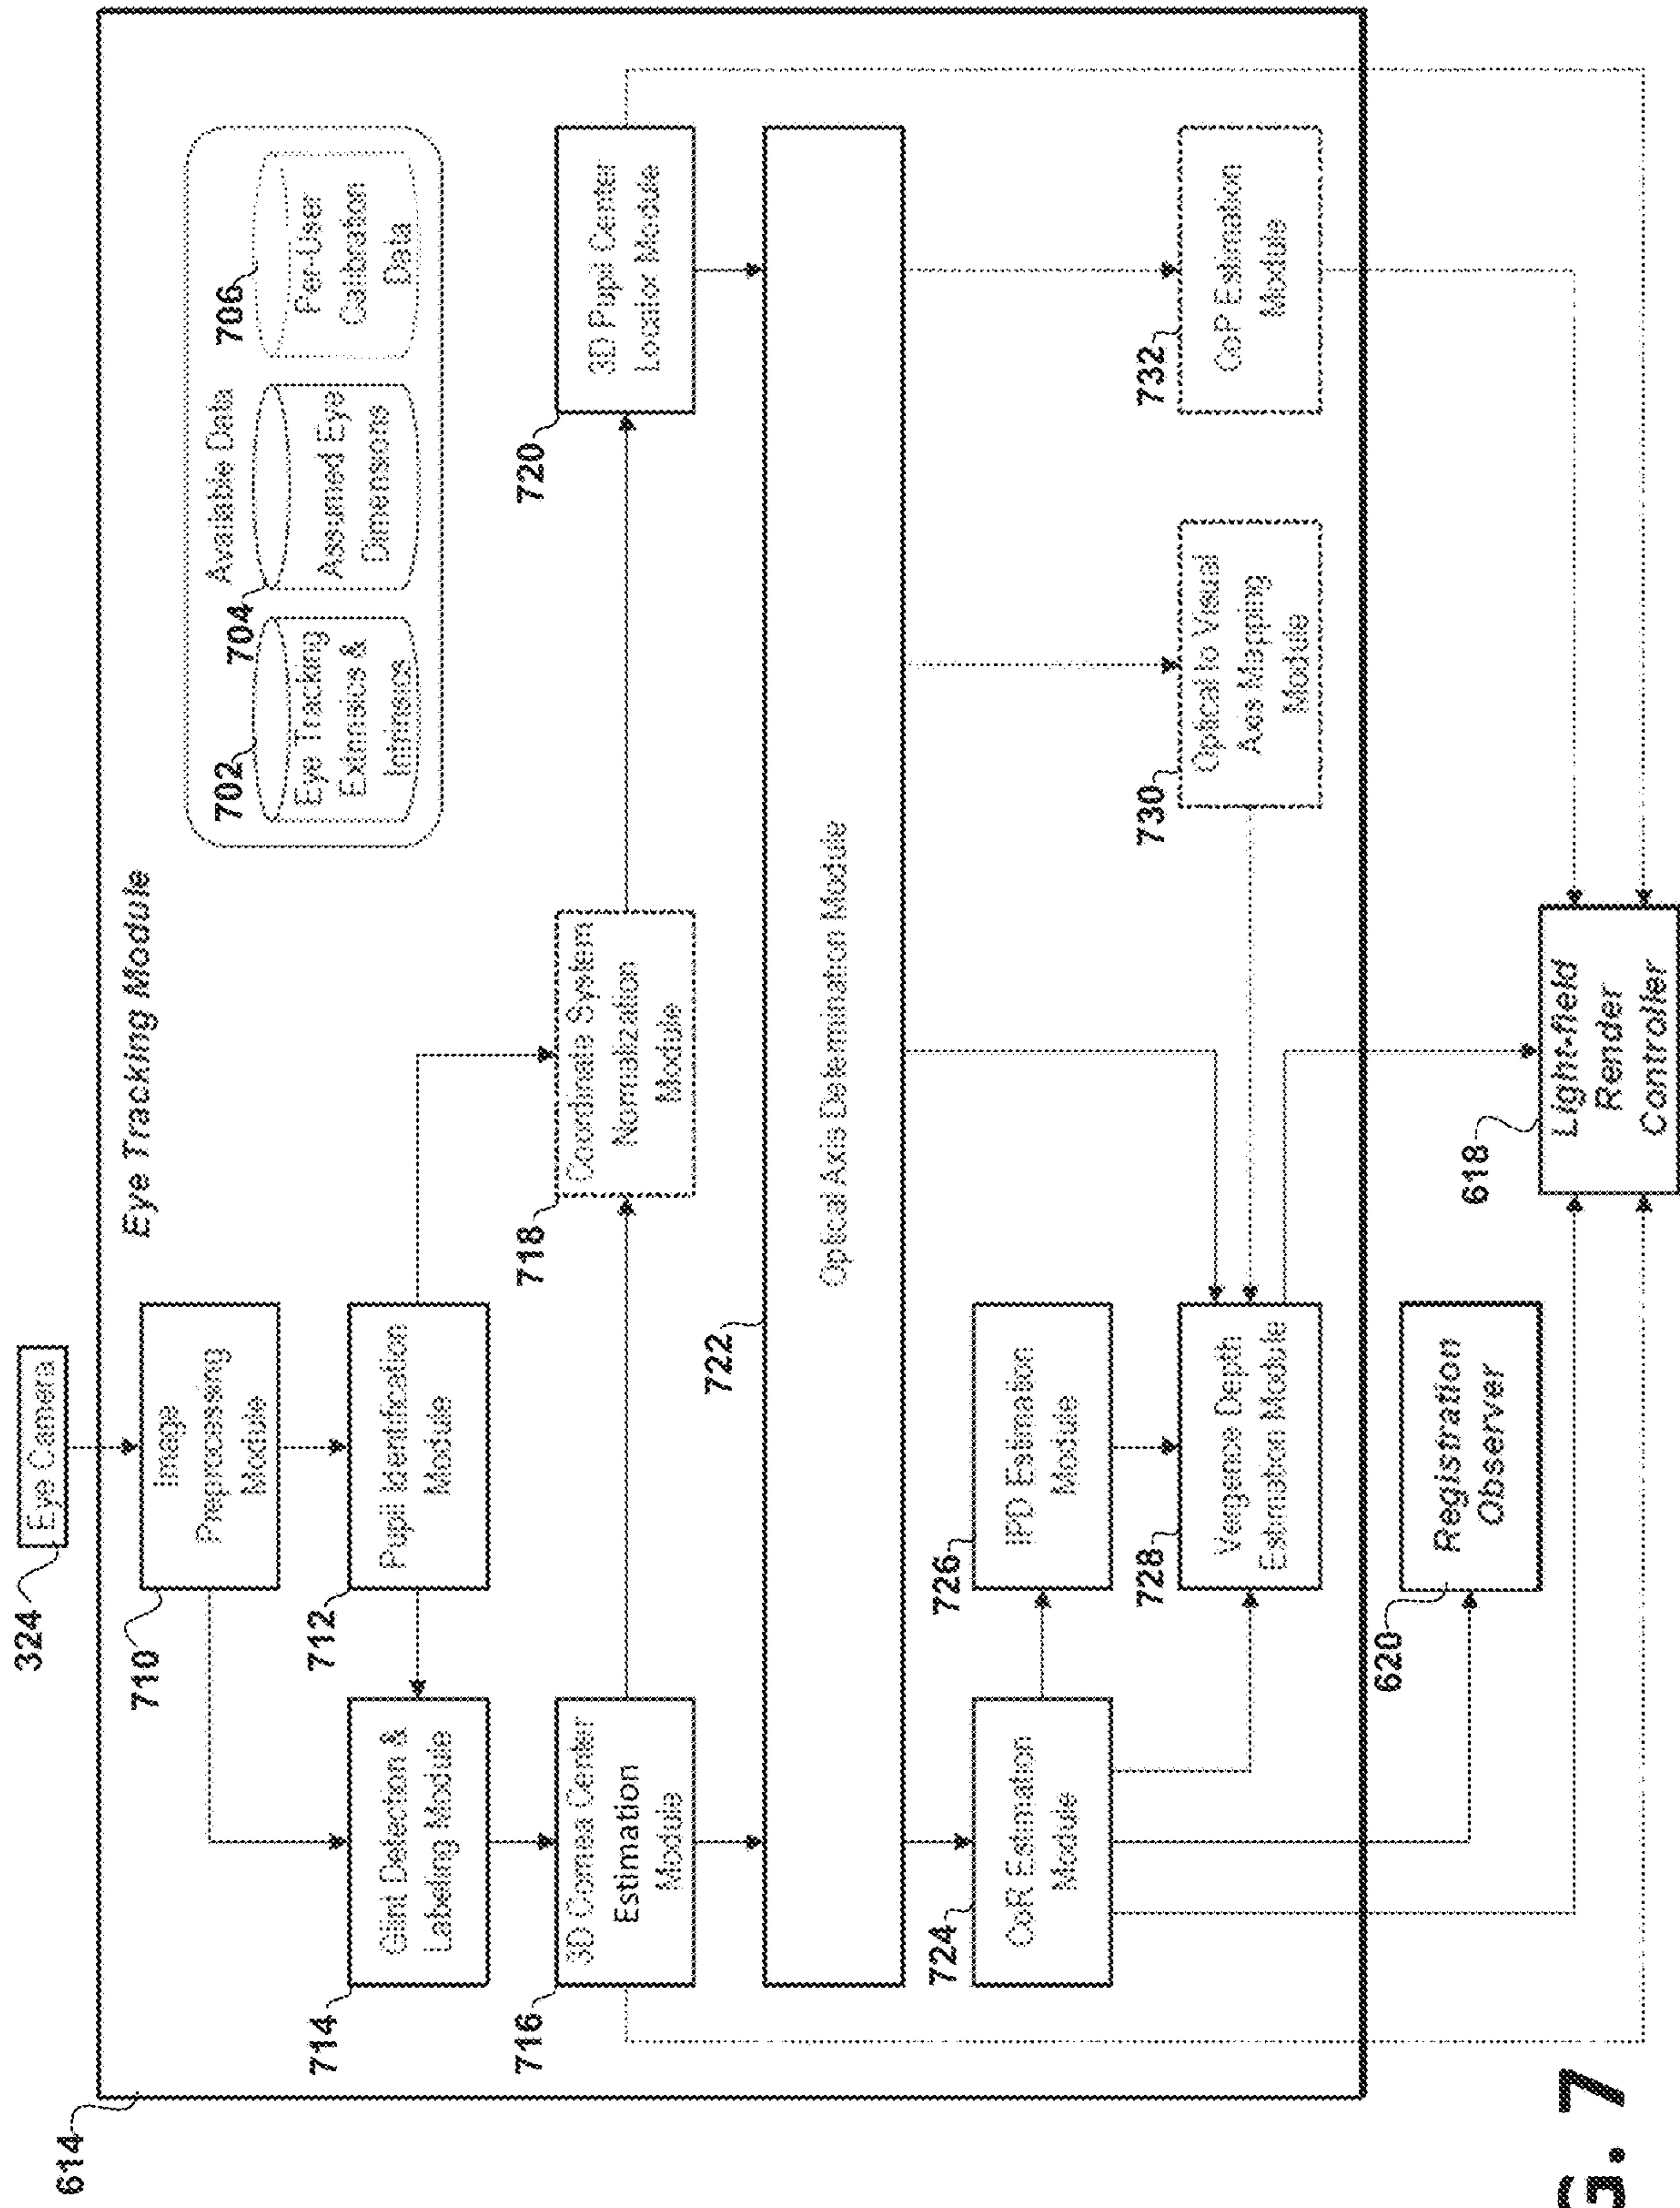 614
324
Eye Camera
Eye Tracking Module
710
Image
Preprocessing
Module
Available Data
702
Eye Tracking
Extrinsics &
Intrinsics
704
Assumed Eye
Dimensions
706
Per-User
Calibration
Data
712
Pupil Identification
Module
714
Glint Detection &
Labeling Module
716
3D Cornea Center
Estimation
Module
718
Coordinate System
Normalization
Module
720
3D Pupil Center
Locator Module
722
Optical Axis Determination Module
724
CoR Estimation
Module
726
IPD Estimation
Module
728
Vergence Depth
Estimation Module
730
Optical to Visual
Axis Mapping
Module
732
CoP Estimation
Module
620
Registration
Observer
618
Light-field
Render
Controller
G. 7